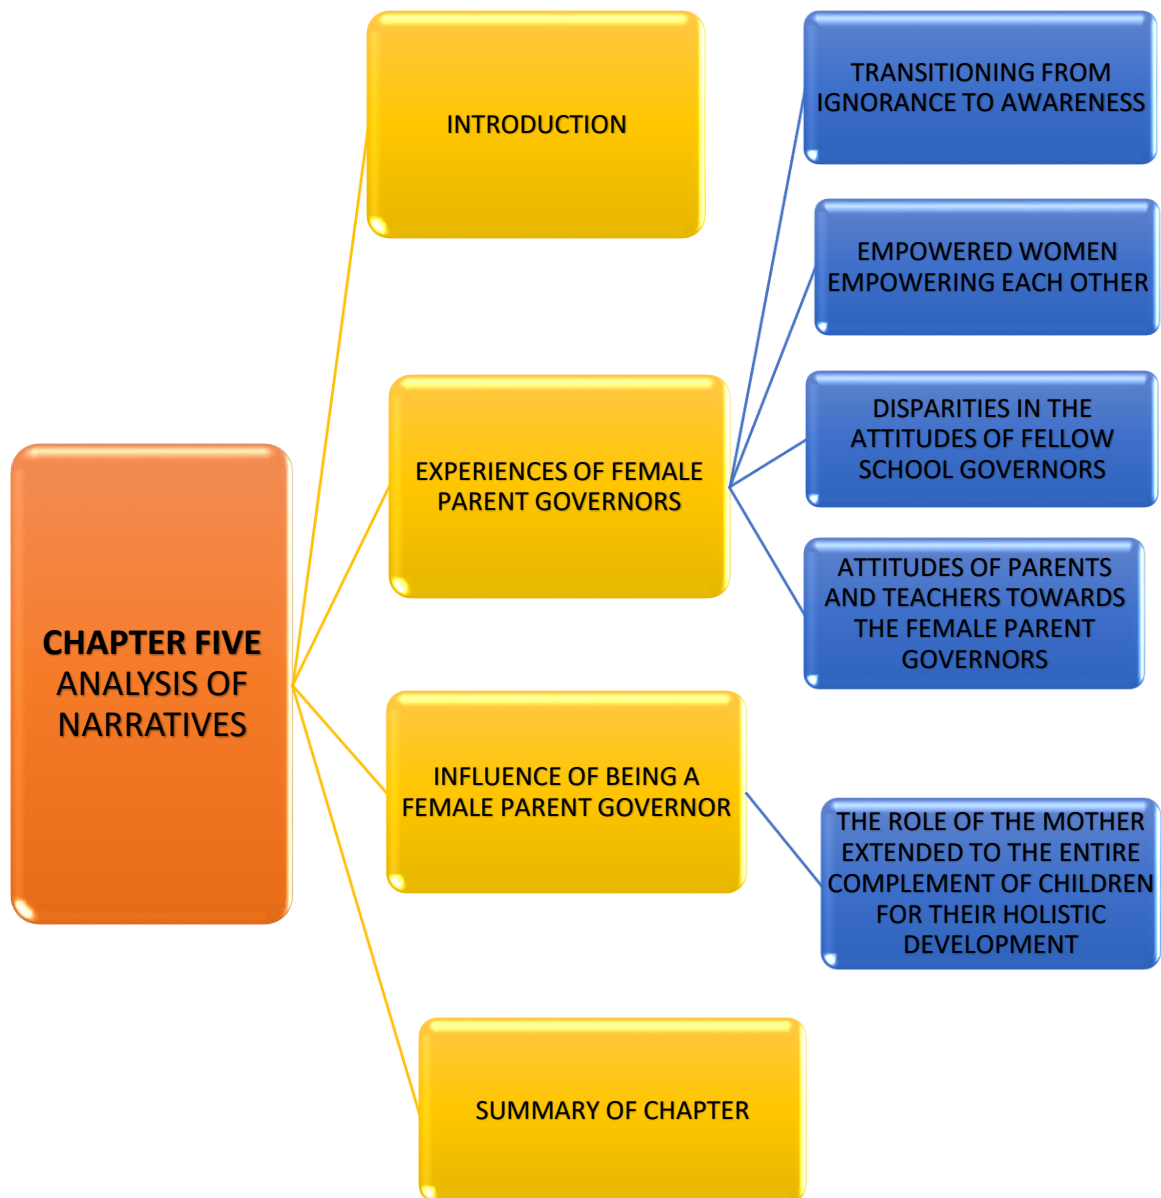 CHAPTER FIVE
ANALYSIS OF
NARRATIVES
INTRODUCTION
EXPERIENCES OF FEMALE
PARENT GOVERNORS
TRANSITIONING FROM
IGNORANCE TO AWARENESS
EMPOWERED WOMEN
EMPOWERING EACH OTHER
DISPARITIES IN THE
ATTITUDES OF FELLOW
SCHOOL GOVERNORS
ATTITUDES OF PARENTS
AND TEACHERS TOWARDS
THE FEMALE PARENT
GOVERNORS
INFLUENCE OF BEING A
FEMALE PARENT GOVERNOR
THE ROLE OF THE MOTHER
EXTENDED TO THE ENTIRE
COMPLEMENT OF CHILDREN
FOR THEIR HOLISTIC
DEVELOPMENT
SUMMARY OF CHAPTER